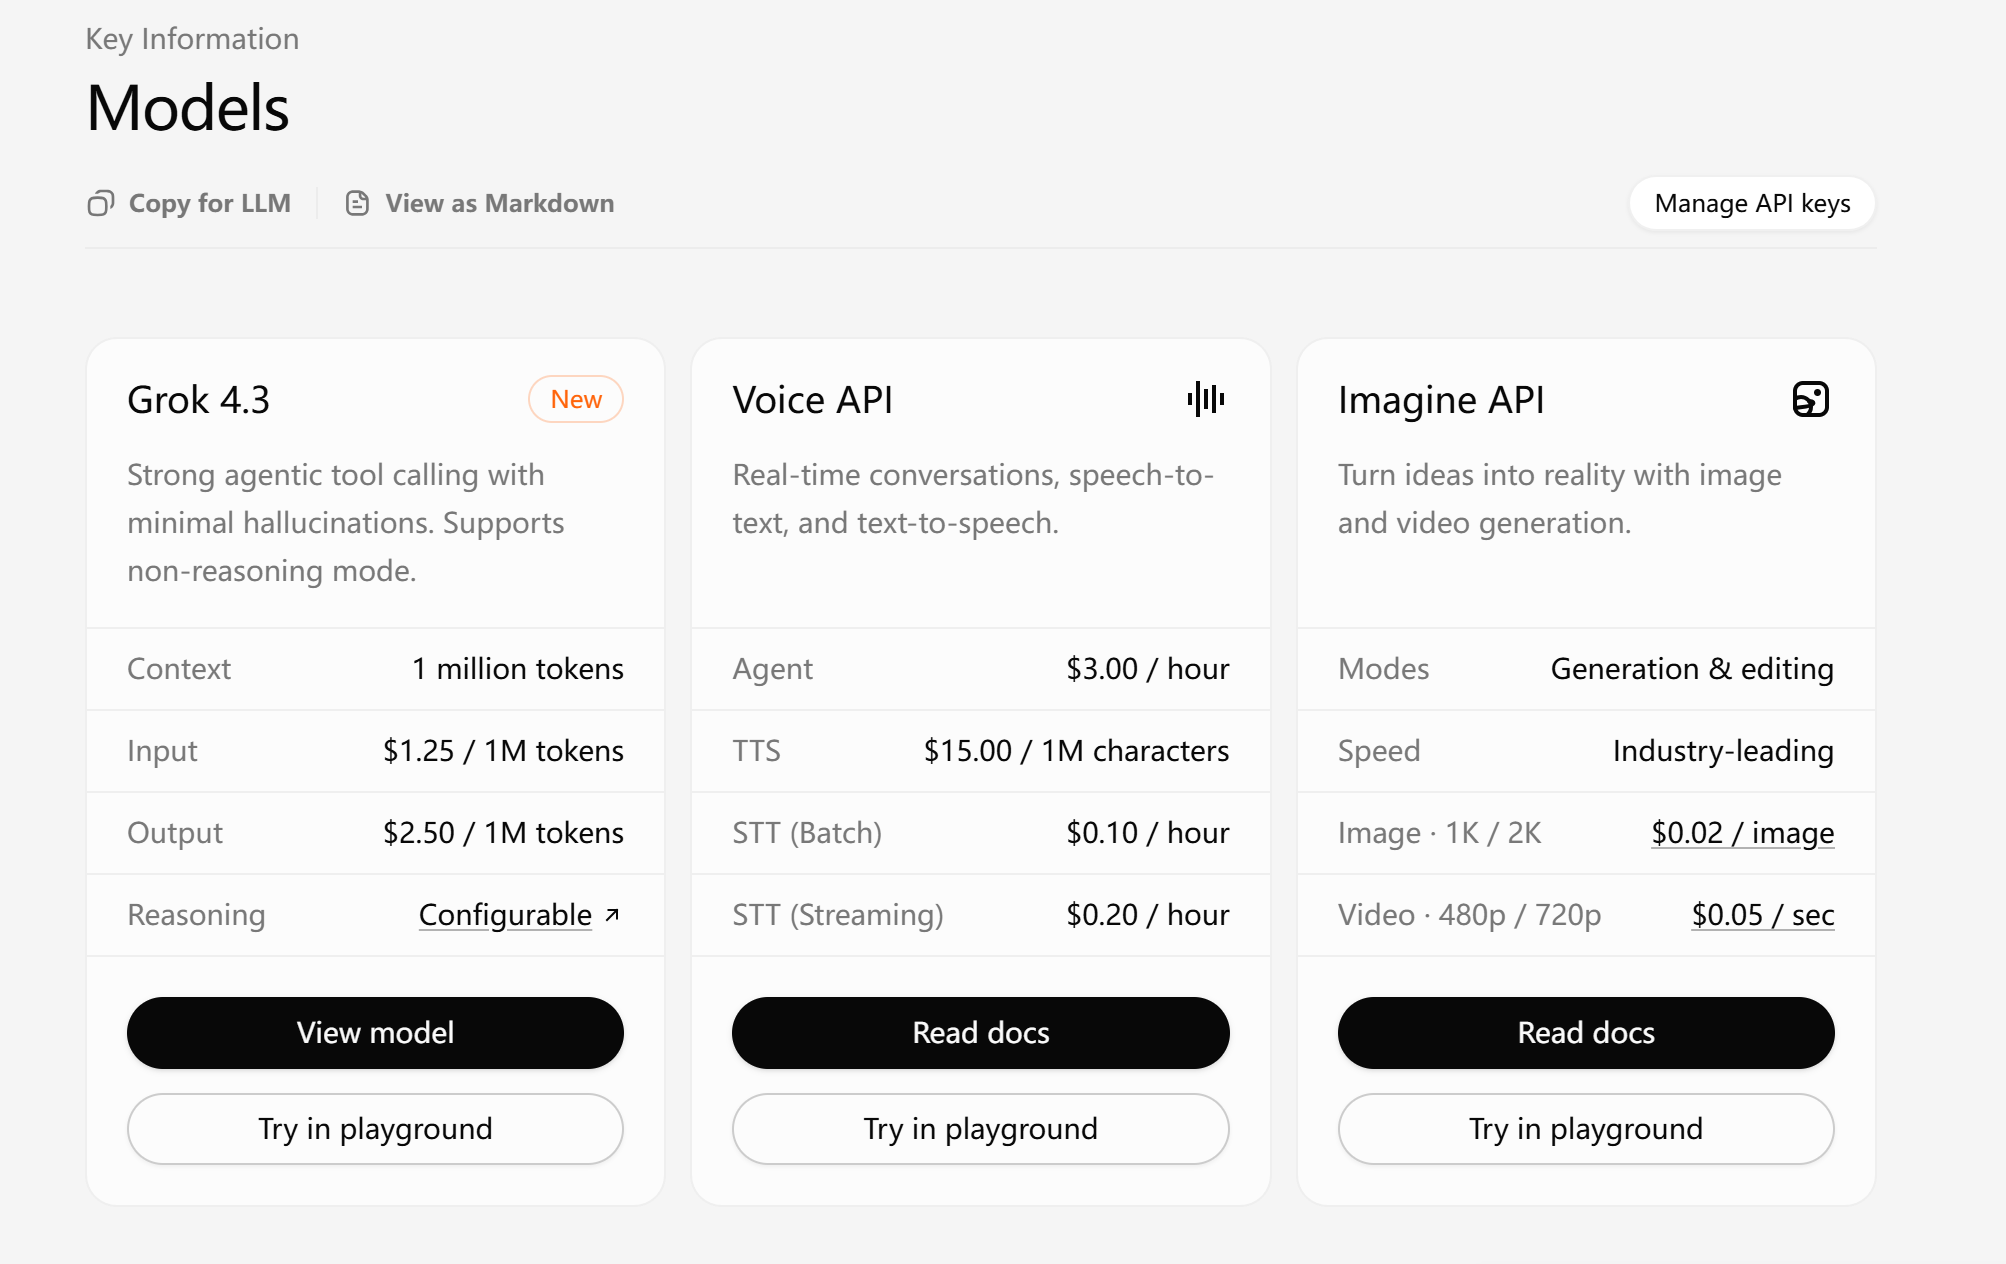 Key Information
Models
Copy for LLM
View as Markdown
Manage API keys
Grok 4.3
New
Strong agentic tool calling with
minimal hallucinations. Supports
non-reasoning mode.
Context 1 million tokens
Input $1.25 / 1M tokens
Output $2.50 / 1M tokens
Reasoning Configurable ↗
View model
Try in playground
Voice API
Real-time conversations, speech-to-
text, and text-to-speech.
Agent $3.00 / hour
TTS $15.00 / 1M characters
STT (Batch) $0.10 / hour
STT (Streaming) $0.20 / hour
Read docs
Try in playground
Imagine API
Turn ideas into reality with image
and video generation.
Modes Generation & editing
Speed Industry-leading
Image · 1K / 2K $0.02 / image
Video · 480p / 720p $0.05 / sec
Read docs
Try in playground